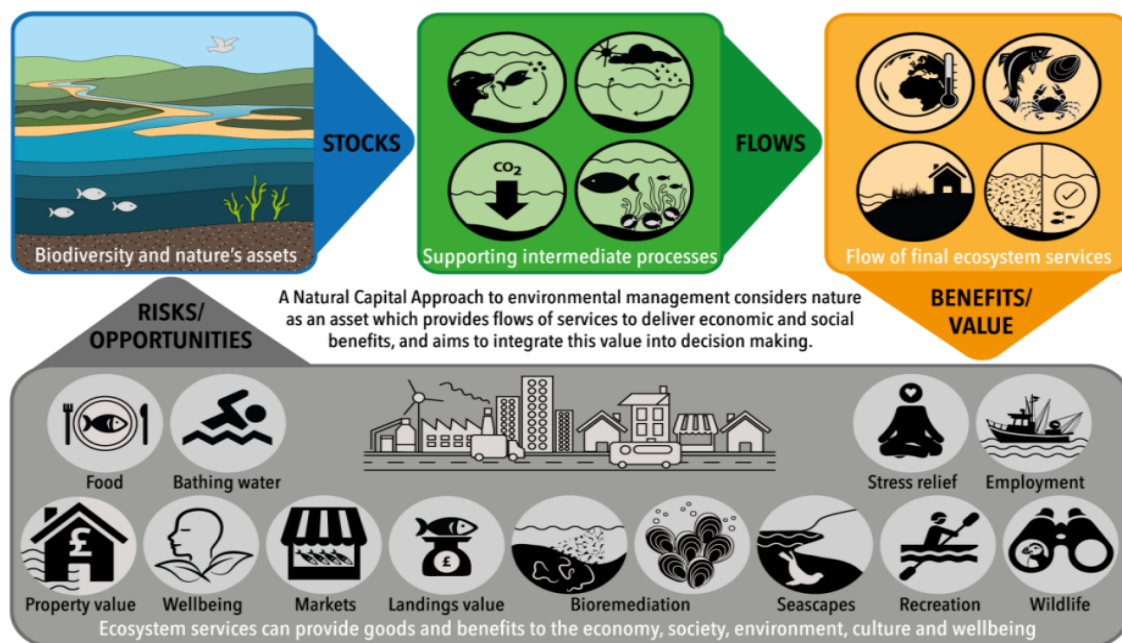 STOCKS
FLOWS
CO₂
Biodiversity and nature's assets
Supporting intermediate processes
Flow of final ecosystem services
RISKS/
OPPORTUNITIES
A Natural Capital Approach to environmental management considers nature
as an asset which provides flows of services to deliver economic and social
benefits, and aims to integrate this value into decision making.
BENEFITS/
VALUE
Food
Bathing water
Stress relief
Employment
£
£
Property value
Wellbeing
Markets
Landings value
Bioremediation
Seascapes
Recreation
Wildlife
Ecosystem services can provide goods and benefits to the economy, society, environment, culture and wellbeing